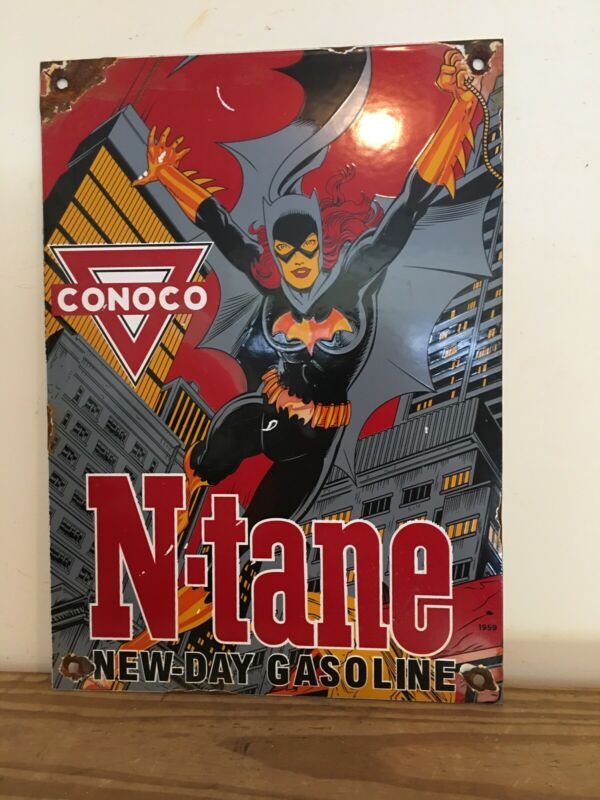 CONOCO
N-tane
1959
NEW-DAY GASOLINE